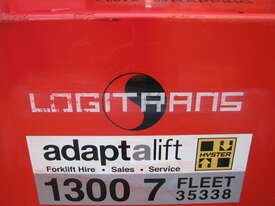 LOGITRANS
adaptalift
HYSTER
Forklift Hire • Sales • Service
1300 7
FLEET
35338